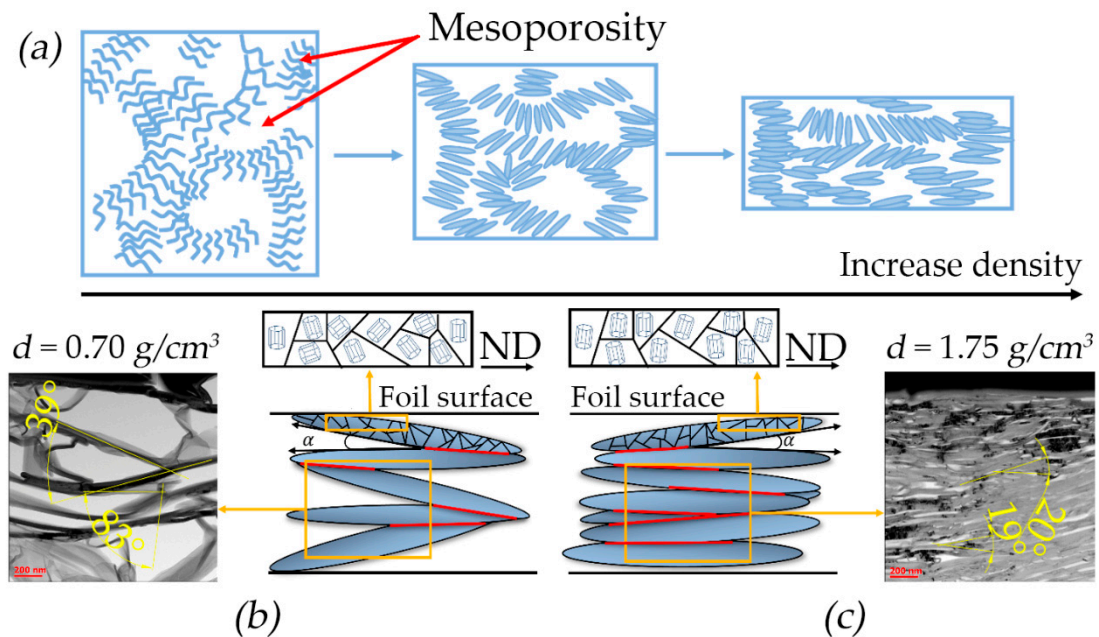 (a)
Mesoporosity
Increase density
d = 0.70 g/cm³
ND
ND
d = 1.75 g/cm³
Foil surface
Foil surface
39°
83°
α
α
20°
19°
200 nm
200 nm
(b)
(c)